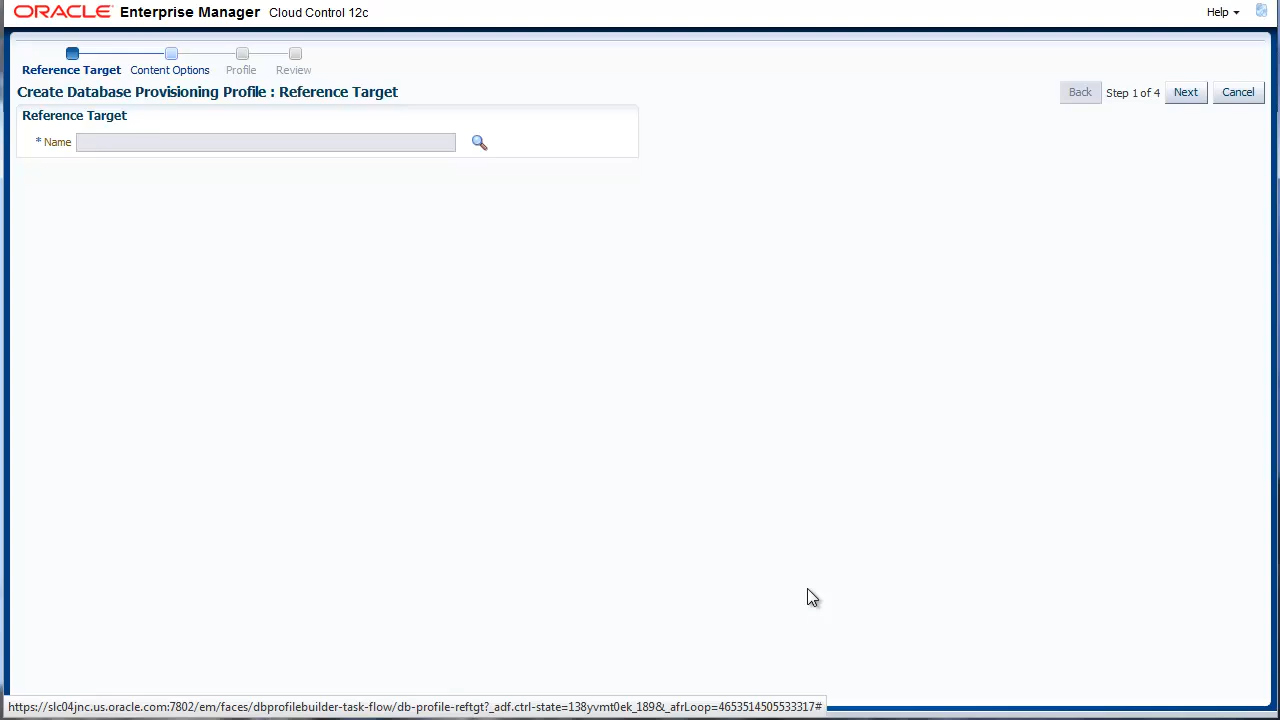 ORACLE Enterprise Manager Cloud Control 12c
Help
Reference Target Content Options Profile Review
Create Database Provisioning Profile : Reference Target
Back Step 1 of 4 Next Cancel
Reference Target
* Name
https://slc04jnc.us.oracle.com:7802/em/faces/dbprofilebuilder-task-flow/db-profile-reftgt?_adf.ctrl-state=138yvmt0ek_189&_afrLoop=4653514505533317#